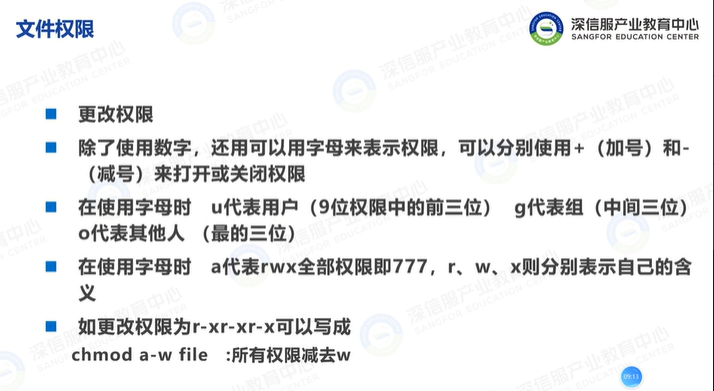 文件权限
深信服产业教育中心
SANGFOR EDUCATION CENTER
更改权限
除了使用数字，还用可以用字母来表示权限，可以分别使用+（加号）和-
（减号）来打开或关闭权限
在使用字母时 u代表用户（9位权限中的前三位） g代表组（中间三位）
o代表其他人 （最的三位）
在使用字母时 a代表rwx全部权限即777，r、w、x则分别表示自己的含
义
如更改权限为r-xr-xr-x可以写成
chmod a-w file :所有权限减去w
09:13